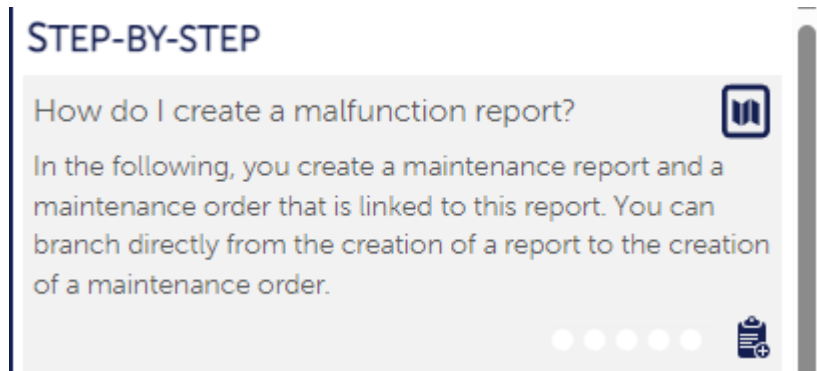 STEP-BY-STEP
How do I create a malfunction report?
In the following, you create a maintenance report and a
maintenance order that is linked to this report. You can
branch directly from the creation of a report to the creation
of a maintenance order.